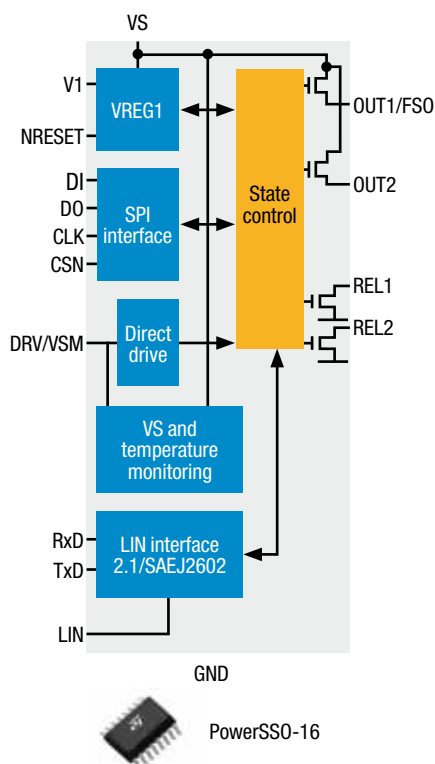 VS
V1
VREG1
NRESET
OUT1/FSO
DI
DO
CLK
CSN
SPI
interface
State
control
OUT2
REL1
REL2
DRV/VSM
Direct
drive
VS and
temperature
monitoring
RxD
TxD
LIN interface
2.1/SAEJ2602
LIN
GND
PowerSSO-16